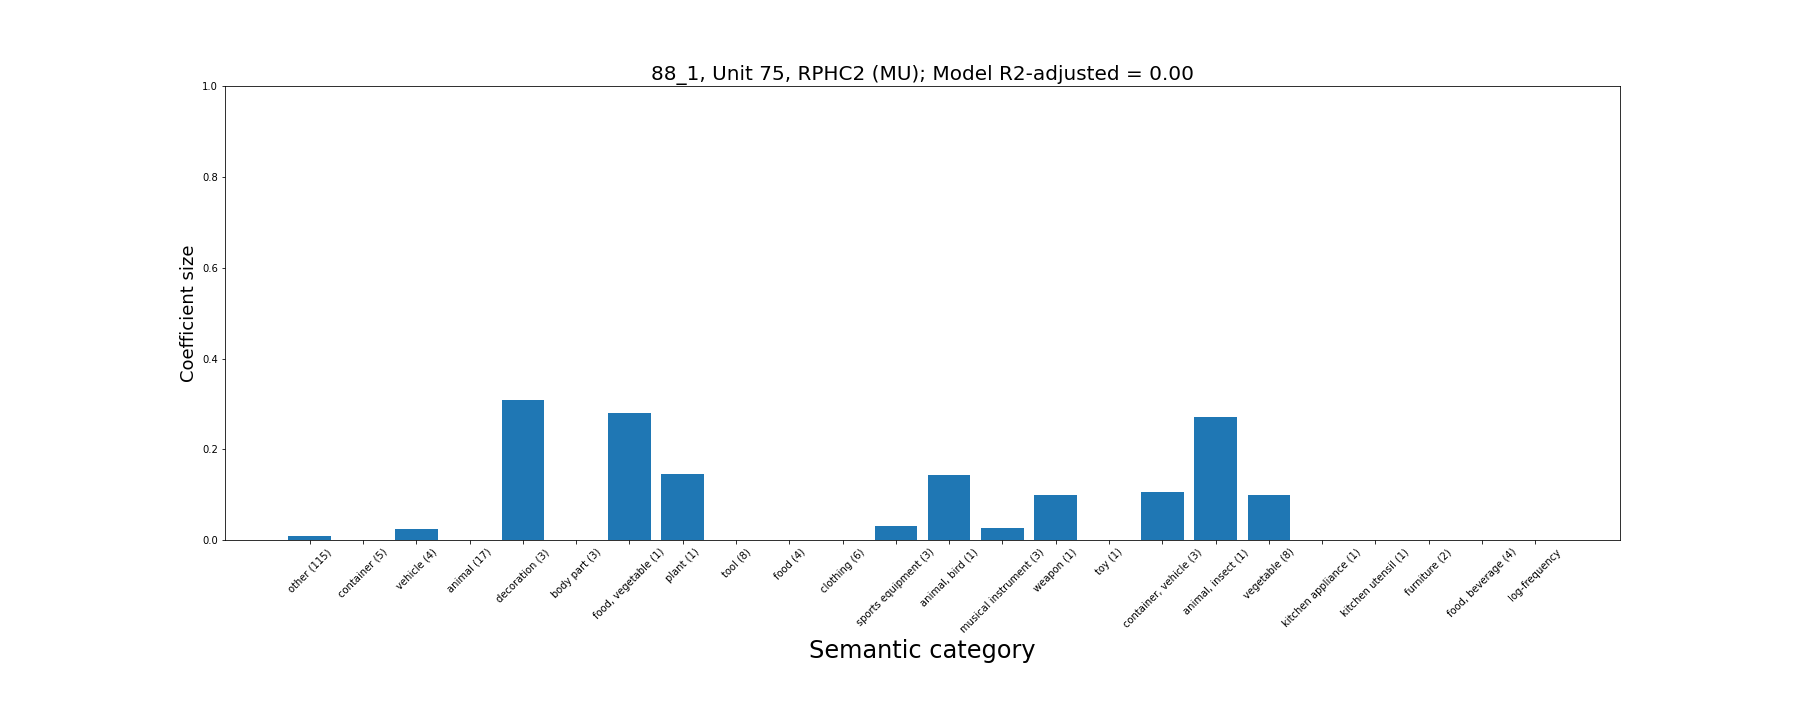 88_1, Unit 75, RPHC2 (MU); Model R2-adjusted = 0.00
Coefficient size
1.0
0.8
0.6
0.4
0.2
0.0
other (115)
container (5)
vehicle (4)
animal (17)
decoration (3)
body part (3)
food, vegetable (1)
plant (1)
tool (8)
food (4)
clothing (6)
sports equipment (3)
animal, bird (1)
musical instrument (3)
weapon (1)
toy (1)
container, vehicle (3)
animal, insect (1)
vegetable (8)
kitchen appliance (1)
kitchen utensil (1)
furniture (2)
food, beverage (4)
log-frequency
Semantic category